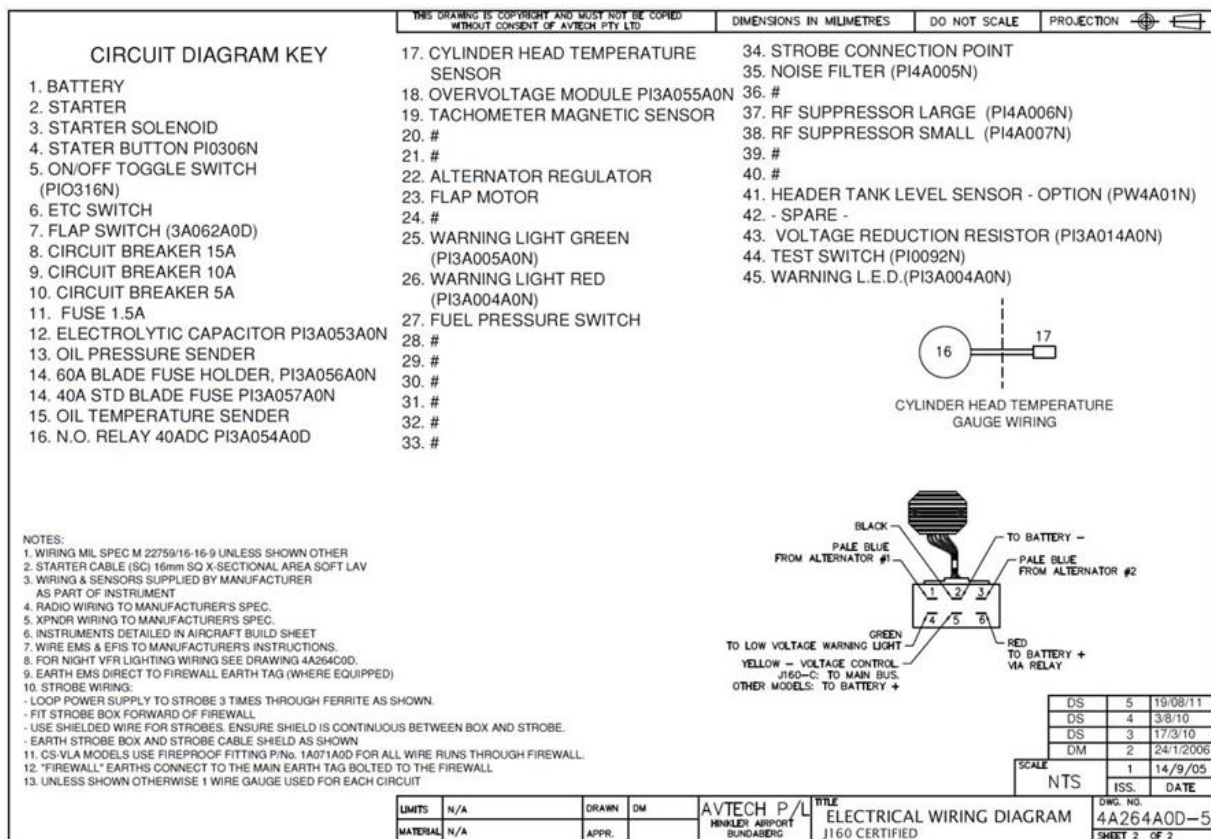 THIS DRAWING IS COPYRIGHT AND MUST NOT BE COPIED
WITHOUT CONSENT OF AVTECH PTY LTD
DIMENSIONS IN MILIMETRES
DO NOT SCALE
PROJECTION
CIRCUIT DIAGRAM KEY
1. BATTERY
2. STARTER
3. STARTER SOLENOID
4. STATER BUTTON PI0306N
5. ON/OFF TOGGLE SWITCH
(PIO316N)
6. ETC SWITCH
7. FLAP SWITCH (3A062A0D)
8. CIRCUIT BREAKER 15A
9. CIRCUIT BREAKER 10A
10. CIRCUIT BREAKER 5A
11. FUSE 1.5A
12. ELECTROLYTIC CAPACITOR PI3A053A0N
13. OIL PRESSURE SENDER
14. 60A BLADE FUSE HOLDER, PI3A056A0N
14. 40A STD BLADE FUSE PI3A057A0N
15. OIL TEMPERATURE SENDER
16. N.O. RELAY 40ADC PI3A054A0D
17. CYLINDER HEAD TEMPERATURE
SENSOR
18. OVERVOLTAGE MODULE PI3A055A0N
19. TACHOMETER MAGNETIC SENSOR
20. #
21. #
22. ALTERNATOR REGULATOR
23. FLAP MOTOR
24. #
25. WARNING LIGHT GREEN
(PI3A005A0N)
26. WARNING LIGHT RED
(PI3A004A0N)
27. FUEL PRESSURE SWITCH
28. #
29. #
30. #
31. #
32. #
33. #
34. STROBE CONNECTION POINT
35. NOISE FILTER (PI4A005N)
36. #
37. RF SUPPRESSOR LARGE (PI4A006N)
38. RF SUPPRESSOR SMALL (PI4A007N)
39. #
40. #
41. HEADER TANK LEVEL SENSOR - OPTION (PW4A01N)
42. - SPARE -
43. VOLTAGE REDUCTION RESISTOR (PI3A014A0N)
44. TEST SWITCH (PI0092N)
45. WARNING L.E.D.(PI3A004A0N)
16
17
CYLINDER HEAD TEMPERATURE
GAUGE WIRING
BLACK
PALE BLUE
FROM ALTERNATOR #1
TO BATTERY -
PALE BLUE
FROM ALTERNATOR #2
1 2 3
4 5 6
GREEN
TO LOW VOLTAGE WARNING LIGHT
YELLOW - VOLTAGE CONTROL
J160-C: TO MAIN BUS.
OTHER MODELS: TO BATTERY +
RED
TO BATTERY +
VIA RELAY
NOTES:
1. WIRING MIL SPEC M 22759/16-16-9 UNLESS SHOWN OTHER
2. STARTER CABLE (SC) 16mm SQ X-SECTIONAL AREA SOFT LAV
3. WIRING & SENSORS SUPPLIED BY MANUFACTURER
AS PART OF INSTRUMENT
4. RADIO WIRING TO MANUFACTURER'S SPEC.
5. XPNDR WIRING TO MANUFACTURER'S SPEC.
6. INSTRUMENTS DETAILED IN AIRCRAFT BUILD SHEET
7. WIRE EMS & EFIS TO MANUFACTURER'S INSTRUCTIONS.
8. FOR NIGHT VFR LIGHTING WIRING SEE DRAWING 4A264C0D.
9. EARTH EMS DIRECT TO FIREWALL EARTH TAG (WHERE EQUIPPED)
10. STROBE WIRING:
- LOOP POWER SUPPLY TO STROBE 3 TIMES THROUGH FERRITE AS SHOWN.
- FIT STROBE BOX FORWARD OF FIREWALL
- USE SHIELDED WIRE FOR STROBES. ENSURE SHIELD IS CONTINUOUS BETWEEN BOX AND STROBE.
- EARTH STROBE BOX AND STROBE CABLE SHIELD AS SHOWN
11. CS-VLA MODELS USE FIREPROOF FITTING P/No. 1A071A0D FOR ALL WIRE RUNS THROUGH FIREWALL.
12. "FIREWALL" EARTHS CONNECT TO THE MAIN EARTH TAG BOLTED TO THE FIREWALL
13. UNLESS SHOWN OTHERWISE 1 WIRE GAUGE USED FOR EACH CIRCUIT
DS 5 19/08/11
DS 4 3/8/10
DS 3 17/3/10
DM 2 24/1/2006
1 14/9/05
ISS. DATE
SCALE
NTS
LIMITS N/A
MATERIAL N/A
DRAWN DM
APPR.
AVTECH P/L
HINKLER AIRPORT
BUNDABERG
TITLE
ELECTRICAL WIRING DIAGRAM
J160 CERTIFIED
DWG. NO.
4A264A0D-5
SHEET 2 OF 2